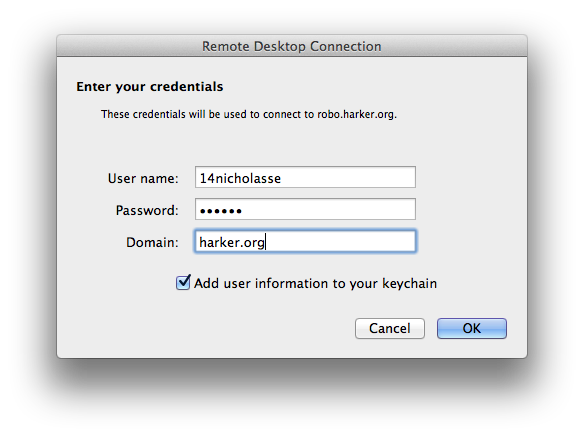 Remote Desktop Connection
Enter your credentials
These credentials will be used to connect to robo.harker.org.
User name: 14nicholasse
Password: ••••••
Domain: harker.org
Add user information to your keychain
Cancel OK